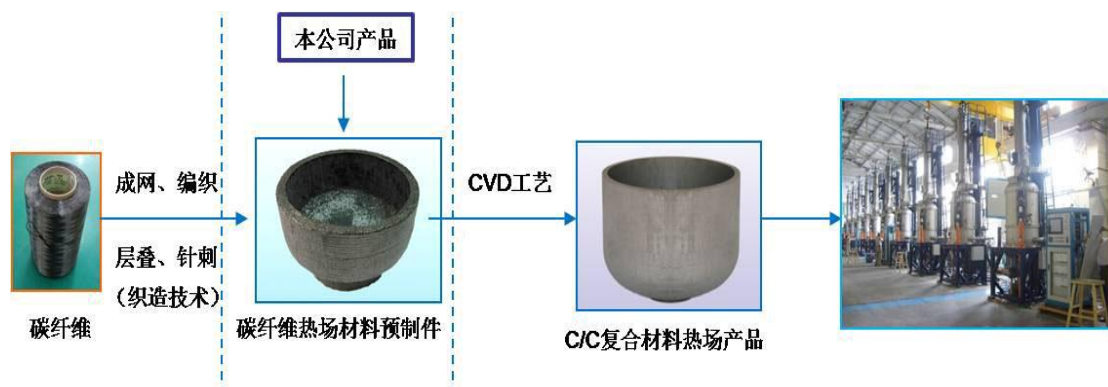 本公司产品
成网、编织
层叠、针刺
（织造技术）
碳纤维
碳纤维热场材料预制件
CVD工艺
C/C复合材料热场产品